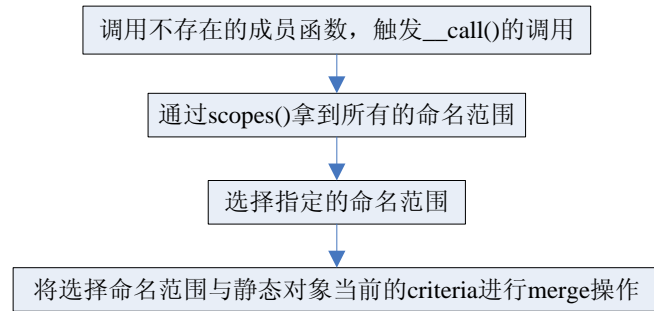 调用不存在的成员函数，触发__call()的调用
通过scopes()拿到所有的命名范围
选择指定的命名范围
将选择命名范围与静态对象当前的criteria进行merge操作